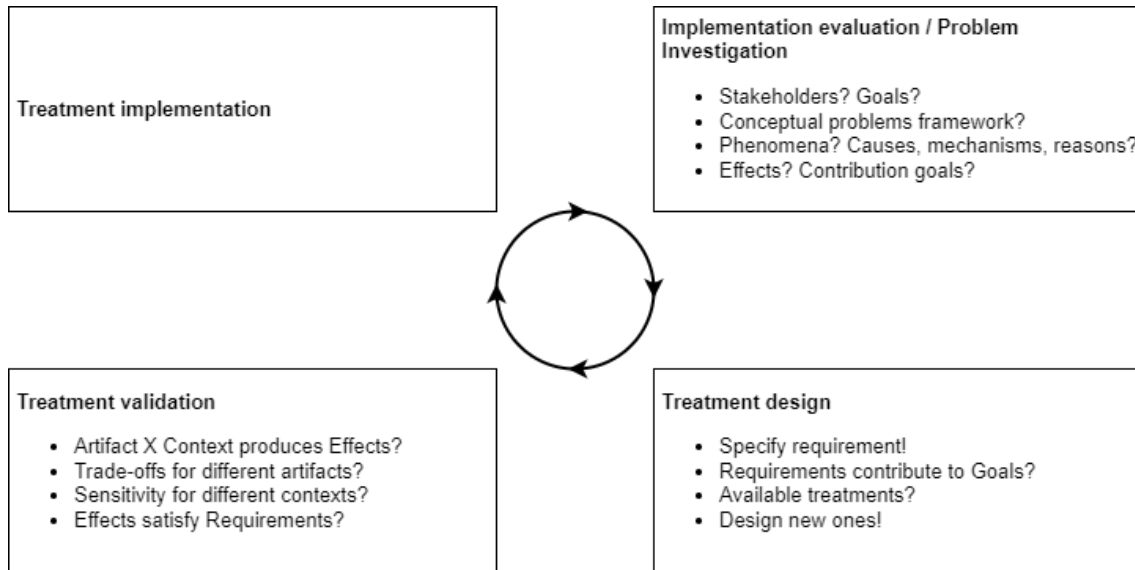 Treatment implementation
Implementation evaluation / Problem
Investigation
• Stakeholders? Goals?
• Conceptual problems framework?
• Phenomena? Causes, mechanisms, reasons?
• Effects? Contribution goals?
Treatment validation
• Artifact X Context produces Effects?
• Trade-offs for different artifacts?
• Sensitivity for different contexts?
• Effects satisfy Requirements?
Treatment design
• Specify requirement!
• Requirements contribute to Goals?
• Available treatments?
• Design new ones!